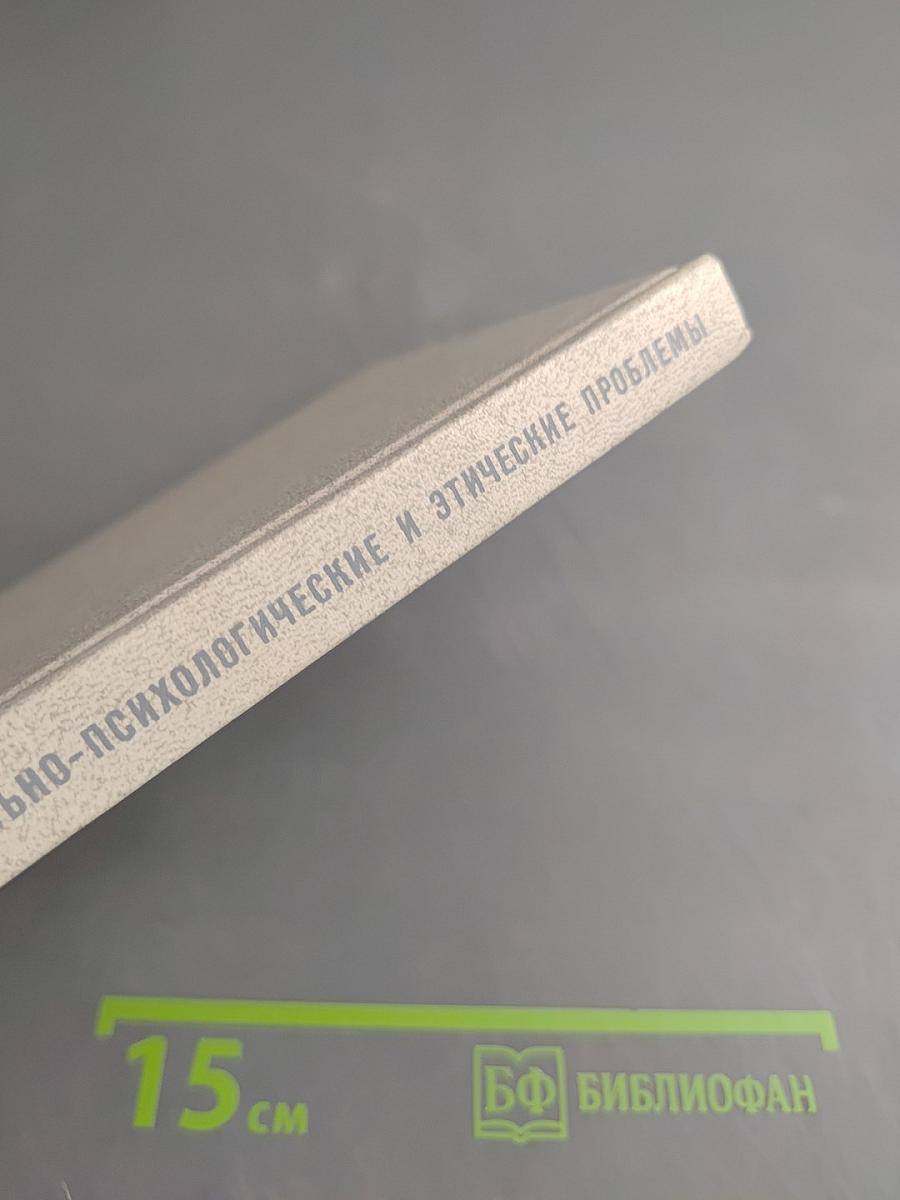 ЬНО-ПСИХОЛОГИЧЕСКИЕ И ЭТИЧЕСКИЕ ПРОБЛЕМЫ
15 см
БФ БИБЛИОФАН